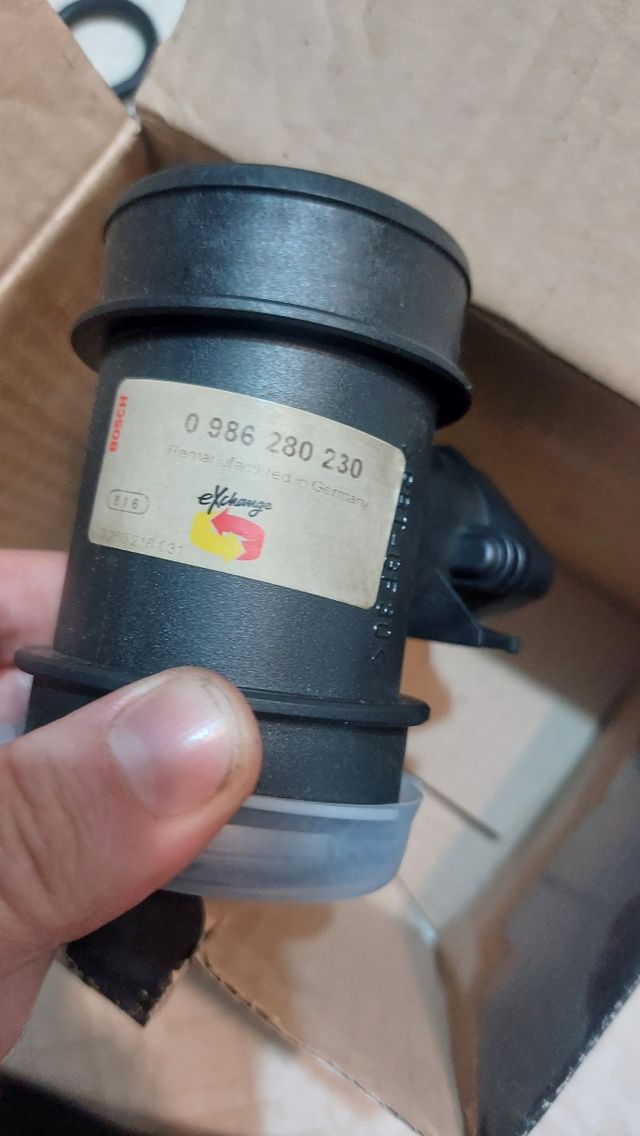 BOSCH
0 986 280 230
Remanufactured in Germany
eXchange
816